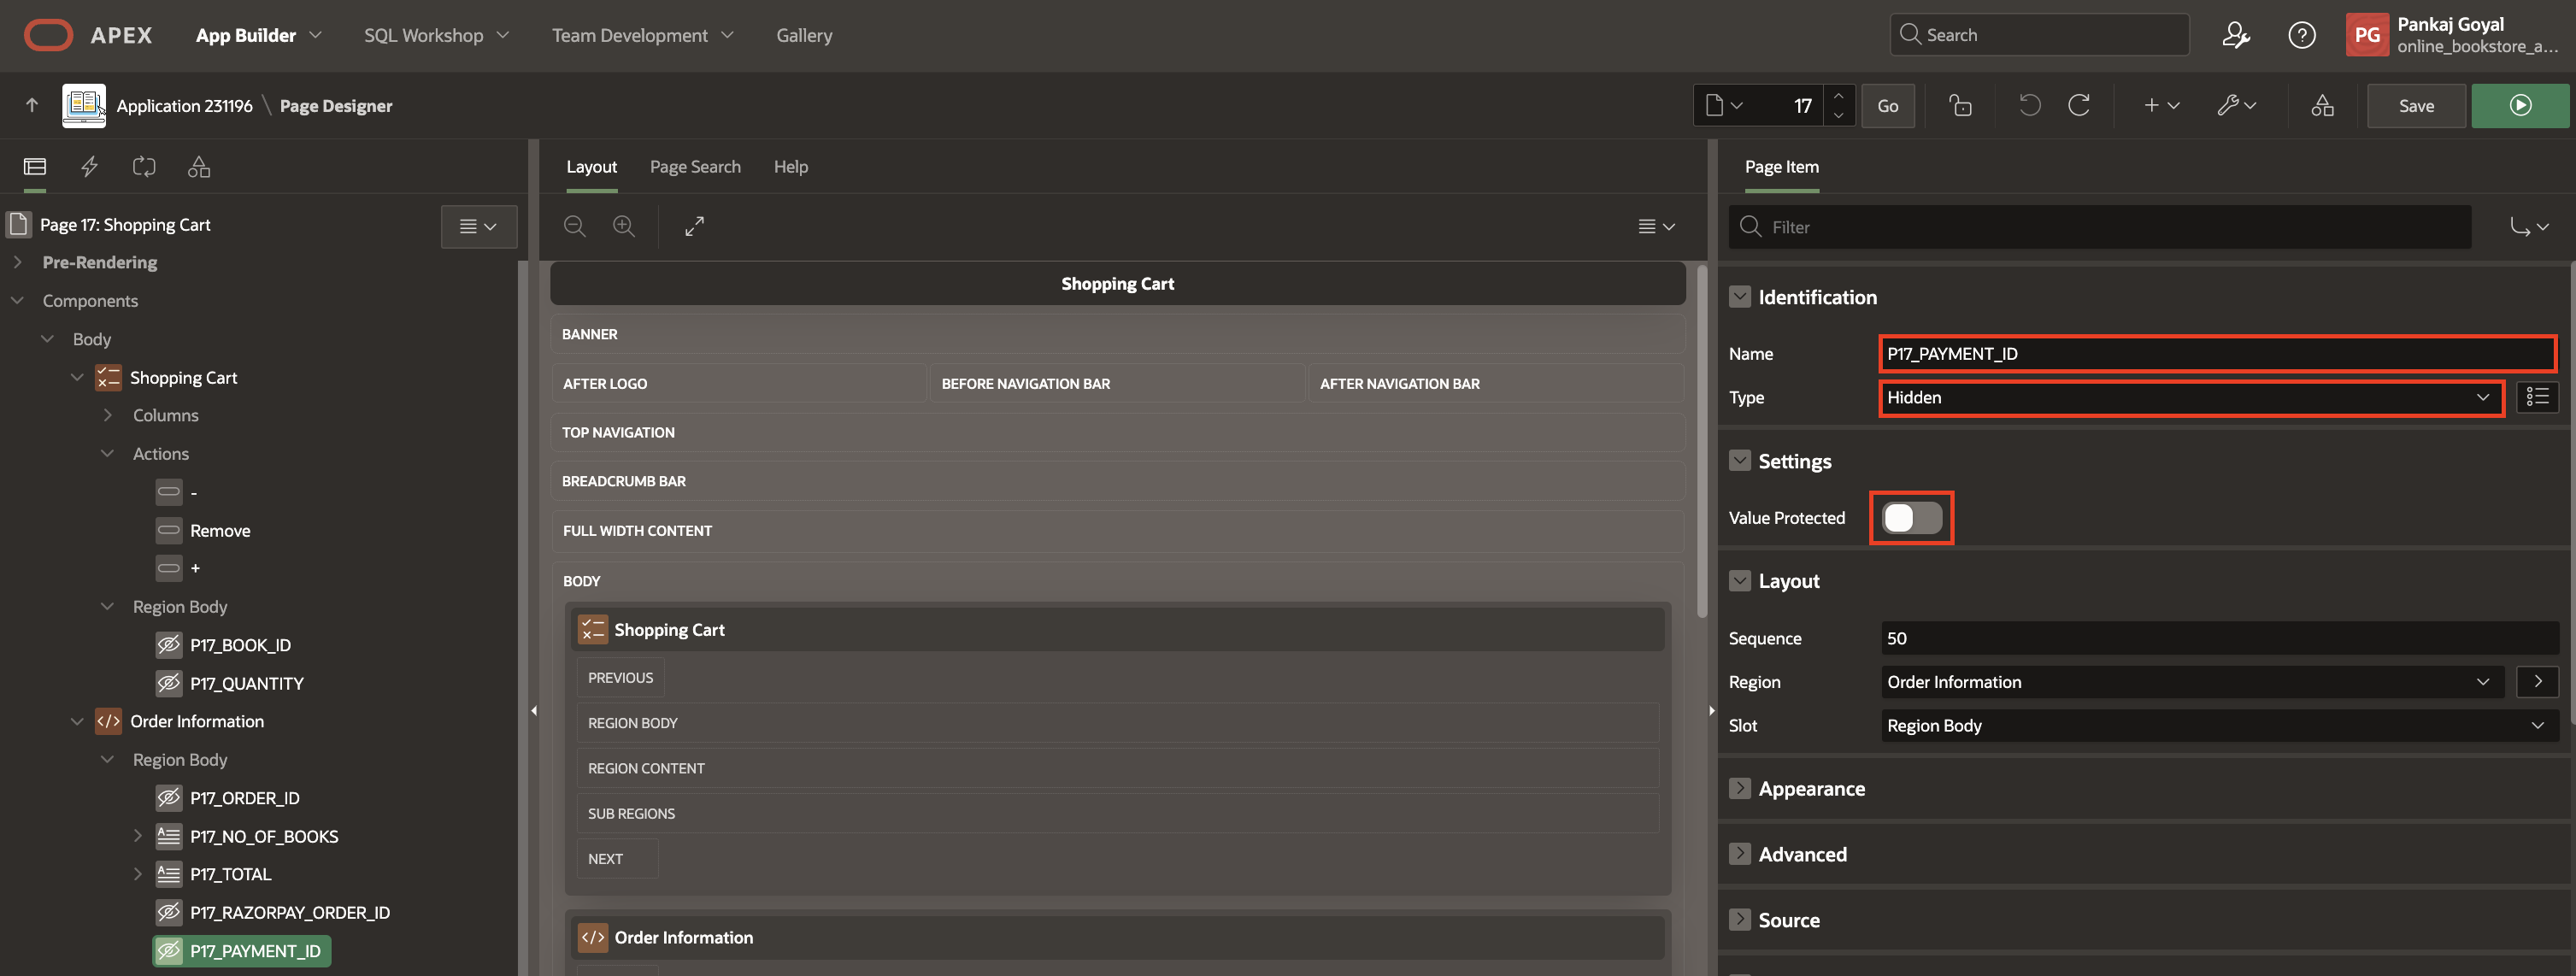 APEX App Builder SQL Workshop Team Development Gallery Search PG Pankaj Goyal
online_bookstore_a...
Application 231196 \ Page Designer 17 Go Save
Layout Page Search Help
Page Item
Page 17: Shopping Cart
Pre-Rendering
Components
Body
Shopping Cart
Columns
Actions
-
Remove
+
Region Body
P17_BOOK_ID
P17_QUANTITY
Order Information
Region Body
P17_ORDER_ID
P17_NO_OF_BOOKS
P17_TOTAL
P17_RAZORPAY_ORDER_ID
P17_PAYMENT_ID
Shopping Cart
BANNER
AFTER LOGO BEFORE NAVIGATION BAR AFTER NAVIGATION BAR
TOP NAVIGATION
BREADCRUMB BAR
FULL WIDTH CONTENT
BODY
Shopping Cart
PREVIOUS
REGION BODY
REGION CONTENT
SUB REGIONS
NEXT
Order Information
Filter
Identification
Name P17_PAYMENT_ID
Type Hidden
Settings
Value Protected
Layout
Sequence 50
Region Order Information
Slot Region Body
Appearance
Advanced
Source